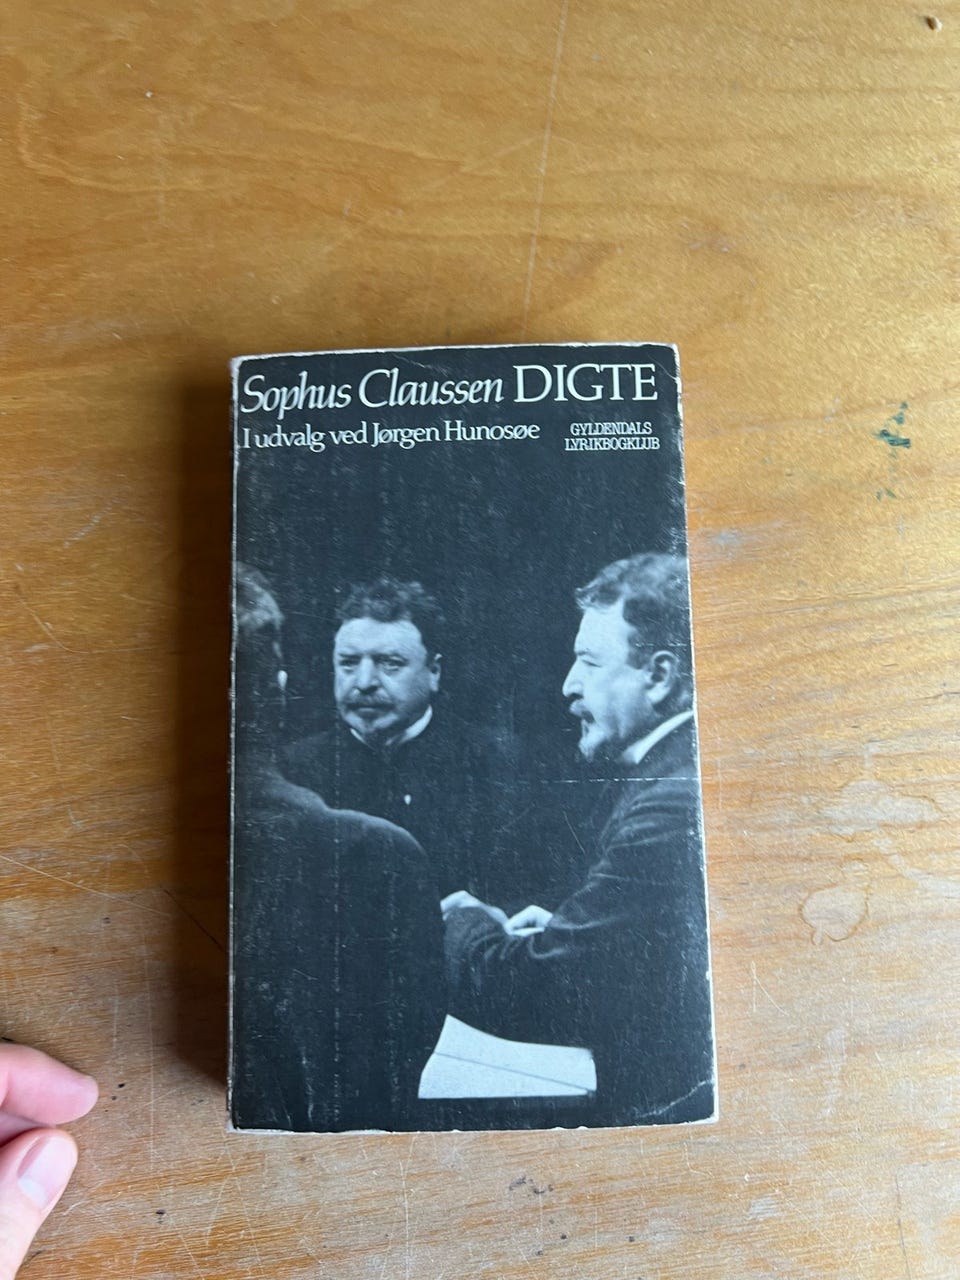 Sophus Claussen DIGTE
I udvalg ved Jørgen Hunosøe
GYLDENDALS
LYRIKBOGKLUB